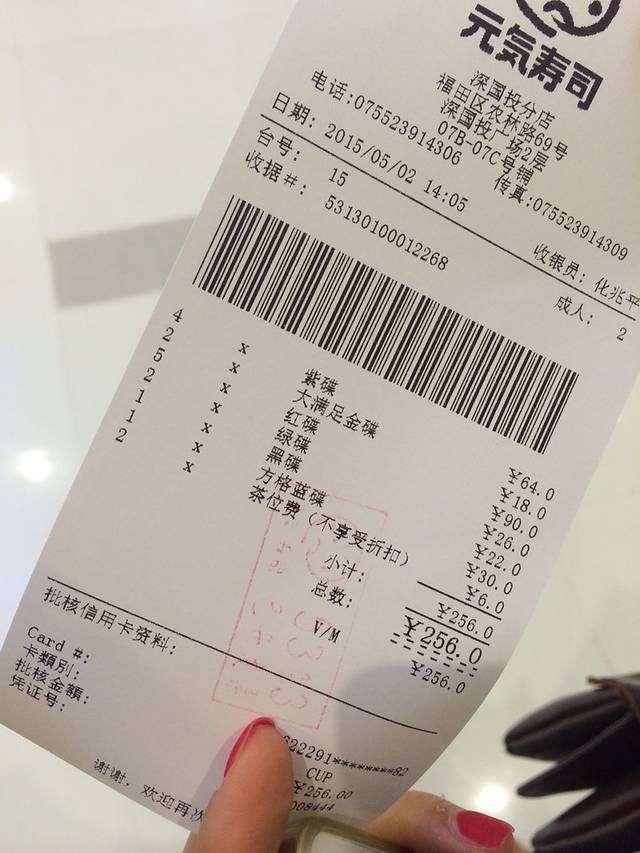 元気寿司
深国投分店
福田区农林路69号
深国投广场2层
07B-07C号铺
电话:075523914306 传真:075523914309
日期: 2015/05/02 14:05
台号: 15 收银员: 化兆平
收据#: 53130100012268 成人: 2
4 x 紫碟 ¥64.0
2 x 大满足金碟 ¥18.0
5 x 红碟 ¥90.0
2 x 绿碟 ¥26.0
1 x 黑碟 ¥22.0
1 x 方格蓝碟 ¥30.0
2 x 茶位费(不享受折扣) ¥6.0
小计: ¥256.0
总数: ¥256.0
V/M ¥256.0
批核信用卡资料:
Card #: 622291********82
卡類別: CUP
批核金額: ¥256.00
凭证号: 008444
谢谢, 欢迎再次